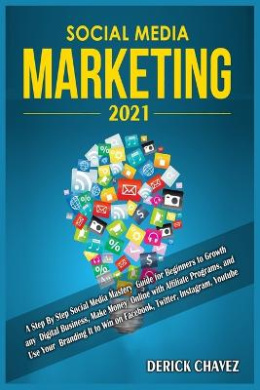 SOCIAL MEDIA
MARKETING
2021
A Step By Step Social Media Mastery Guide for Beginners to Growth
any Digital Business, Make Money Online with Affiliate Programs, and
Use Your Branding It to Win on Facebook, Twitter, Instagram, Youtube
DERICK CHAVEZ